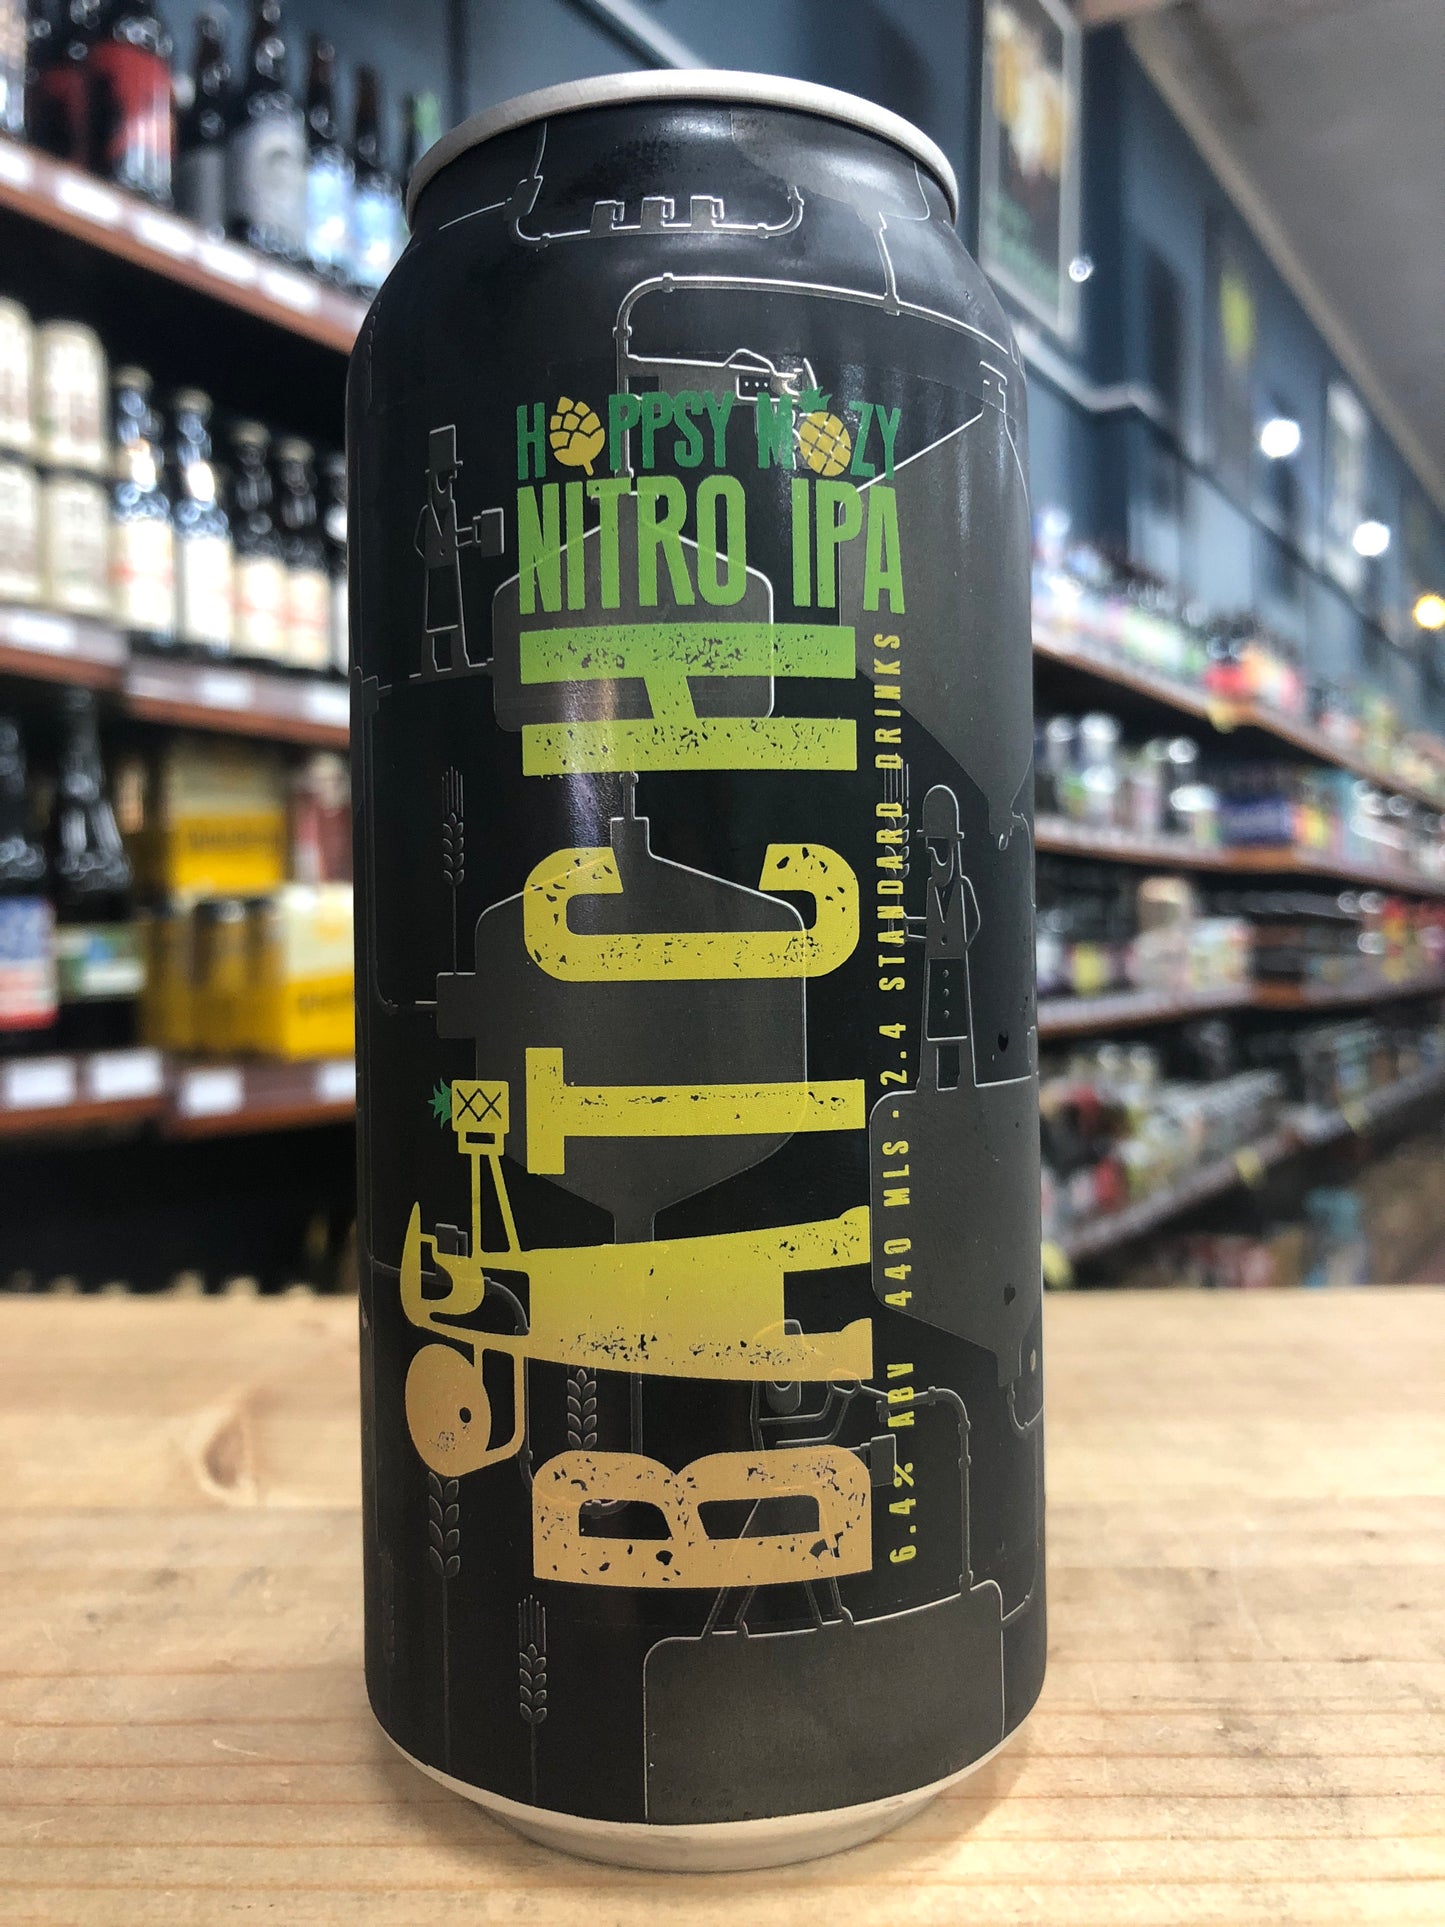 HOPPSY MOZY
NITRO IPA
BATCH
6.4% ABV 440 MLS · 2.4 STANDARD DRINKS